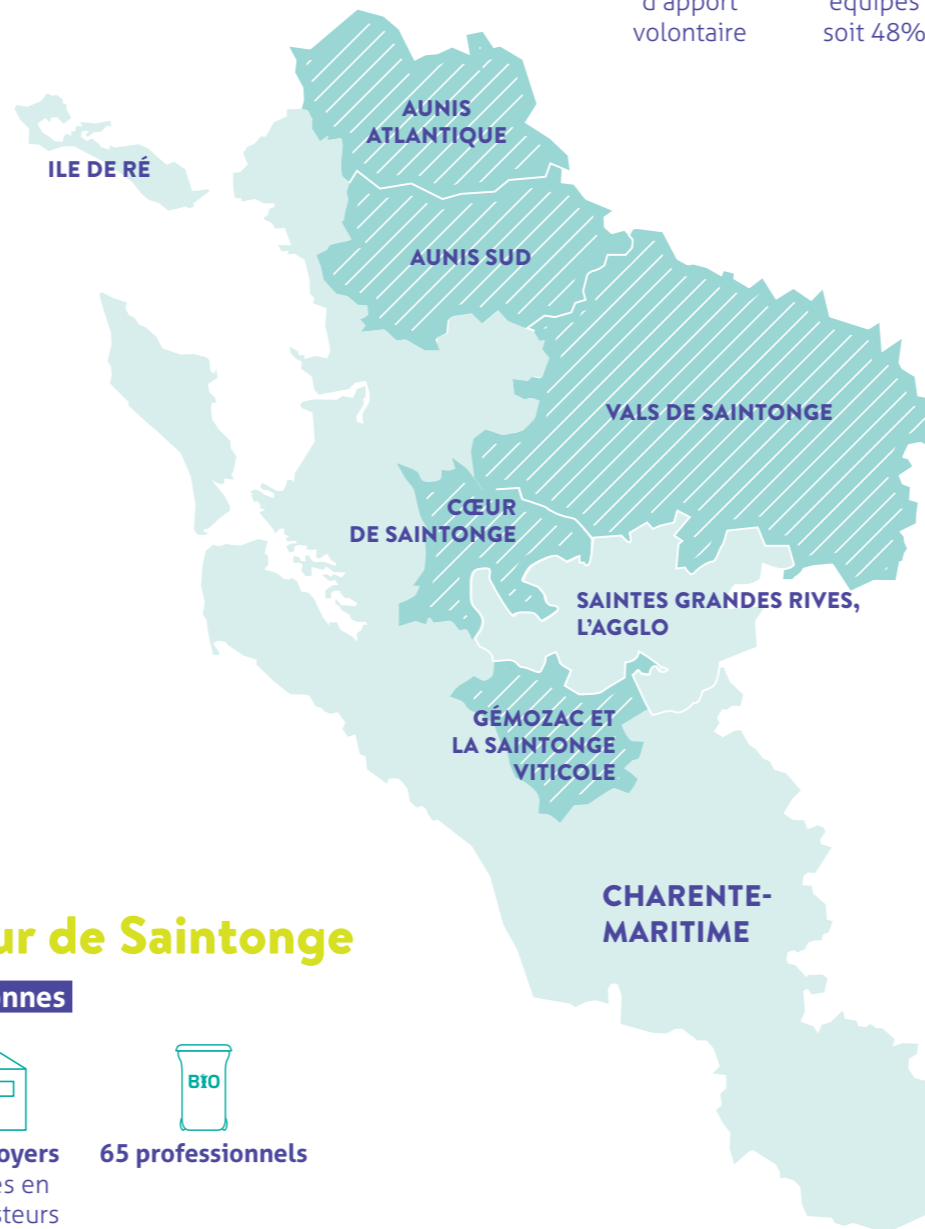 d'apport
volontaire
équipés
soit 48%
AUNIS
ATLANTIQUE
ILE DE RÉ
AUNIS SUD
VALS DE SAINTONGE
CŒUR
DE SAINTONGE
SAINTES GRANDES RIVES,
L'AGGLO
GÉMOZAC ET
LA SAINTONGE
VITICOLE
CHARENTE-
MARITIME
ur de Saintonge
onnes
BIO
oyers
es en
steurs
65 professionnels